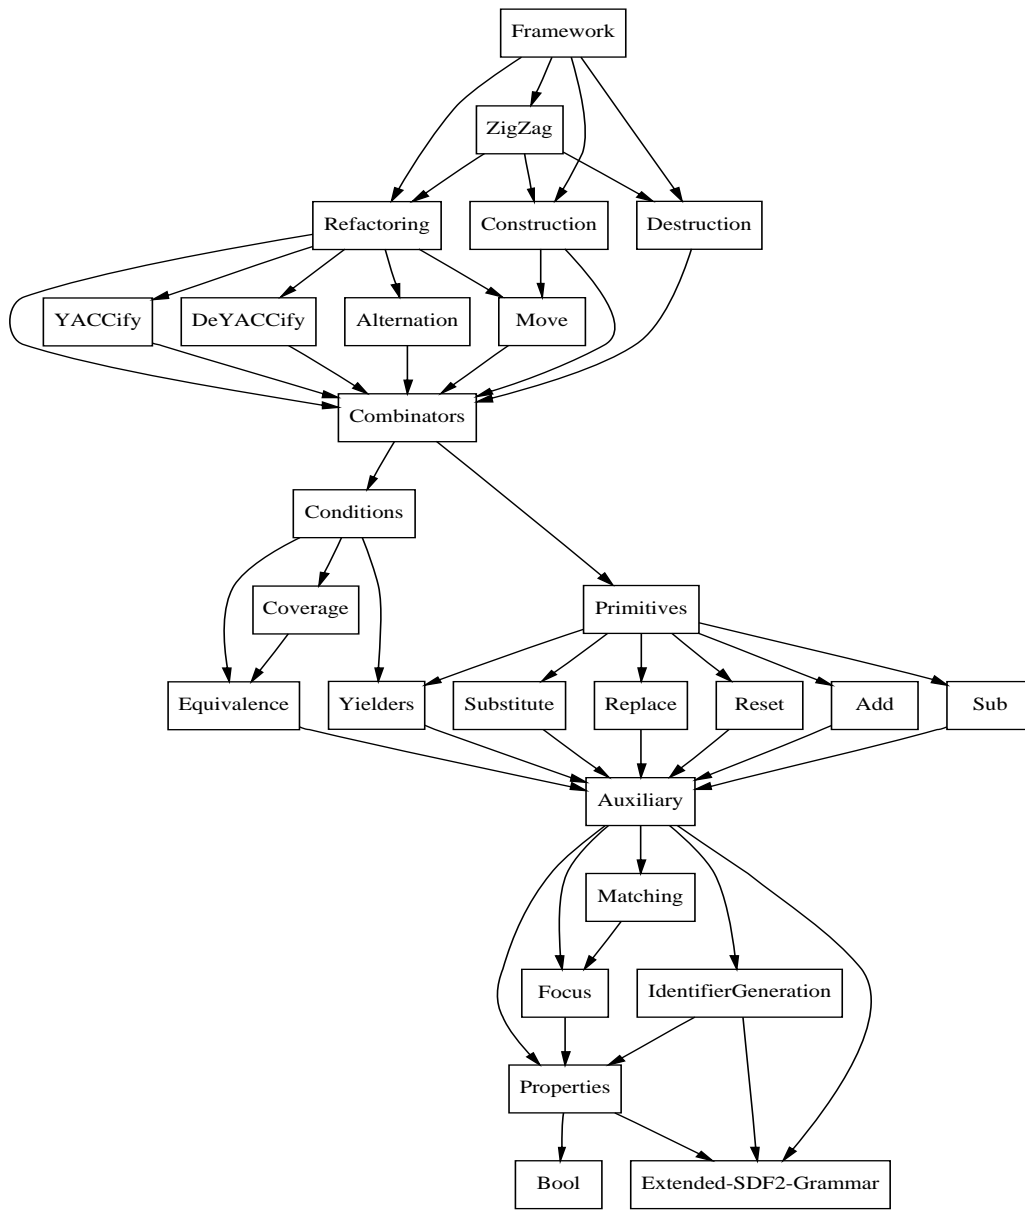 Framework
ZigZag
Refactoring
Construction
Destruction
YACCify
DeYACCify
Alternation
Move
Combinators
Conditions
Coverage
Primitives
Equivalence
Yielders
Substitute
Replace
Reset
Add
Sub
Auxiliary
Matching
Focus
IdentifierGeneration
Properties
Bool
Extended-SDF2-Grammar